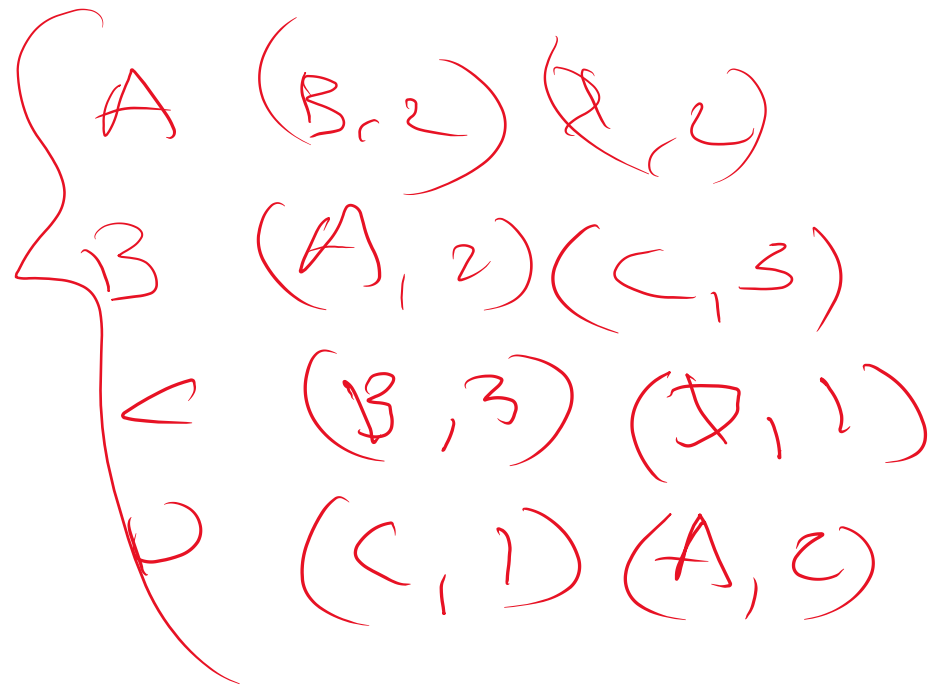 A (B, 2) (D, 2)
B (A, 2) (C, 3)
C (B, 3) (D, 1)
D (C, 1) (A, 2)